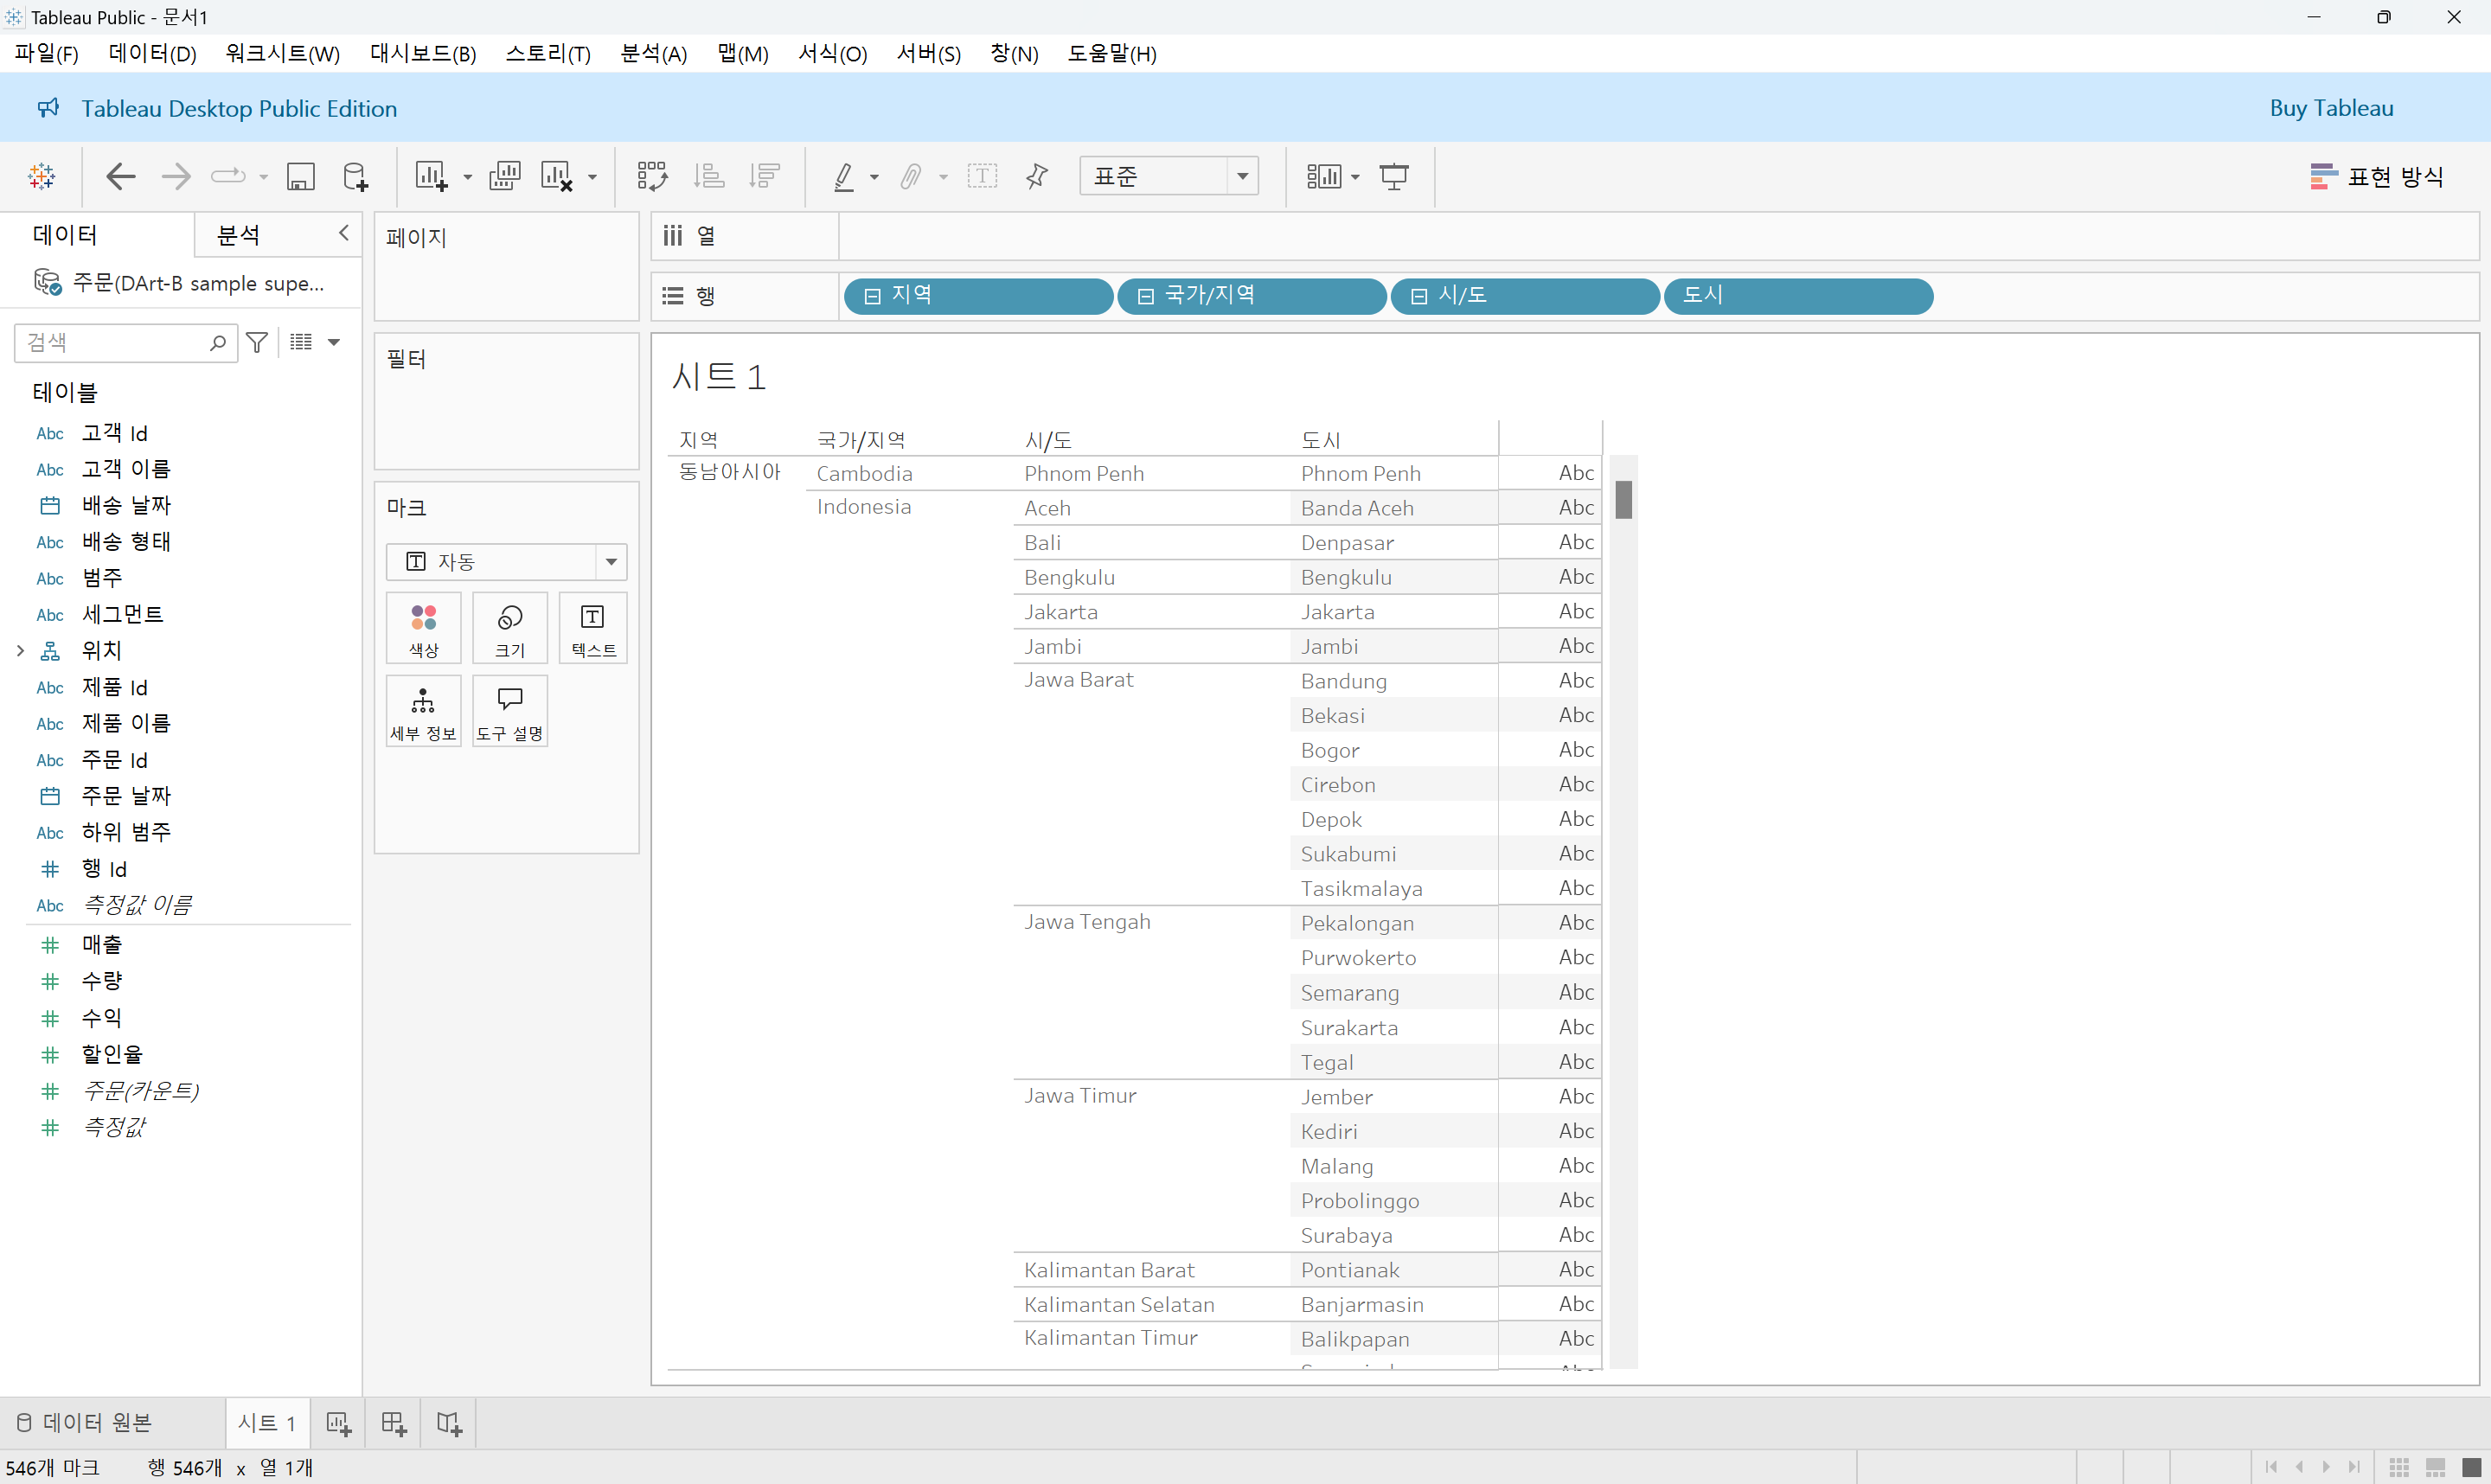 Tableau Public - 문서1
파일(F) 데이터(D) 워크시트(W) 대시보드(B) 스토리(T) 분석(A) 맵(M) 서식(O) 서버(S) 창(N) 도움말(H)
Tableau Desktop Public Edition Buy Tableau
표준 표현 방식
데이터 분석
주문(DArt-B sample supe...
검색
테이블
Abc 고객 Id
Abc 고객 이름
배송 날짜
Abc 배송 형태
Abc 범주
Abc 세그먼트
위치
Abc 제품 Id
Abc 제품 이름
Abc 주문 Id
주문 날짜
Abc 하위 범주
행 Id
Abc 측정값 이름
매출
수량
수익
할인율
주문(카운트)
측정값
페이지
필터
마크
자동
색상 크기 텍스트
세부 정보 도구 설명
열
행 지역 국가/지역 시/도 도시
시트 1
지역 국가/지역 시/도 도시
동남아시아 Cambodia Phnom Penh Phnom Penh Abc
Indonesia Aceh Banda Aceh Abc
Bali Denpasar Abc
Bengkulu Bengkulu Abc
Jakarta Jakarta Abc
Jambi Jambi Abc
Jawa Barat Bandung Abc
Bekasi Abc
Bogor Abc
Cirebon Abc
Depok Abc
Sukabumi Abc
Tasikmalaya Abc
Jawa Tengah Pekalongan Abc
Purwokerto Abc
Semarang Abc
Surakarta Abc
Tegal Abc
Jawa Timur Jember Abc
Kediri Abc
Malang Abc
Probolinggo Abc
Surabaya Abc
Kalimantan Barat Pontianak Abc
Kalimantan Selatan Banjarmasin Abc
Kalimantan Timur Balikpapan Abc
데이터 원본 시트 1
546개 마크 행 546개 x 열 1개